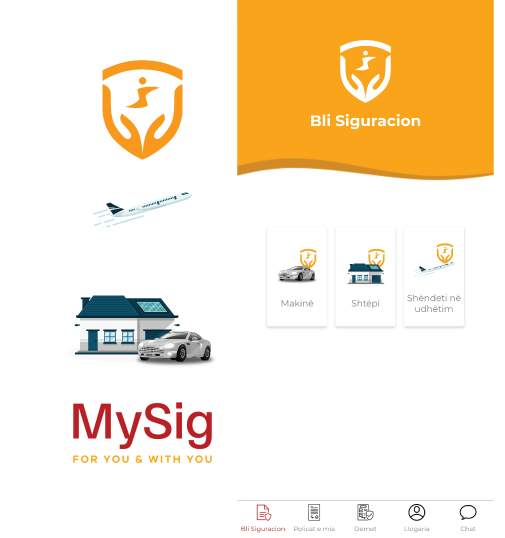 MySig
FOR YOU & WITH YOU
Bli Siguracion
Makinë
Shtëpi
Shëndeti në
udhëtim
Bli Siguracion
Policat e mia
Dëmet
Llogaria
Chat